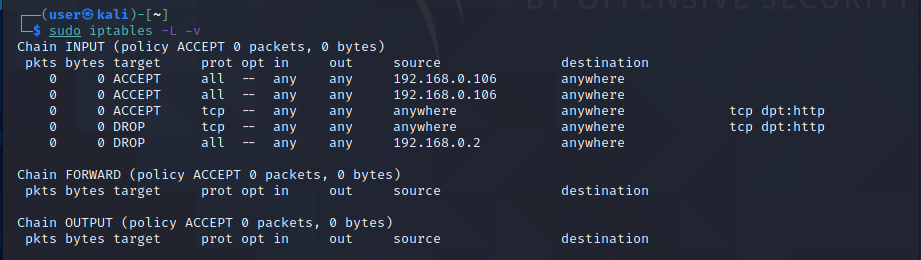 BY OFFENSIVE SECURITY
┌──(user㉿kali)-[~]
└─$ sudo iptables -L -v
Chain INPUT (policy ACCEPT 0 packets, 0 bytes)
 pkts bytes target     prot opt in     out     source               destination
    0     0 ACCEPT     all  --  any    any     192.168.0.106        anywhere
    0     0 ACCEPT     all  --  any    any     192.168.0.106        anywhere
    0     0 ACCEPT     tcp  --  any    any     anywhere             anywhere             tcp dpt:http
    0     0 DROP       tcp  --  any    any     anywhere             anywhere             tcp dpt:http
    0     0 DROP       all  --  any    any     192.168.0.2          anywhere

Chain FORWARD (policy ACCEPT 0 packets, 0 bytes)
 pkts bytes target     prot opt in     out     source               destination

Chain OUTPUT (policy ACCEPT 0 packets, 0 bytes)
 pkts bytes target     prot opt in     out     source               destination